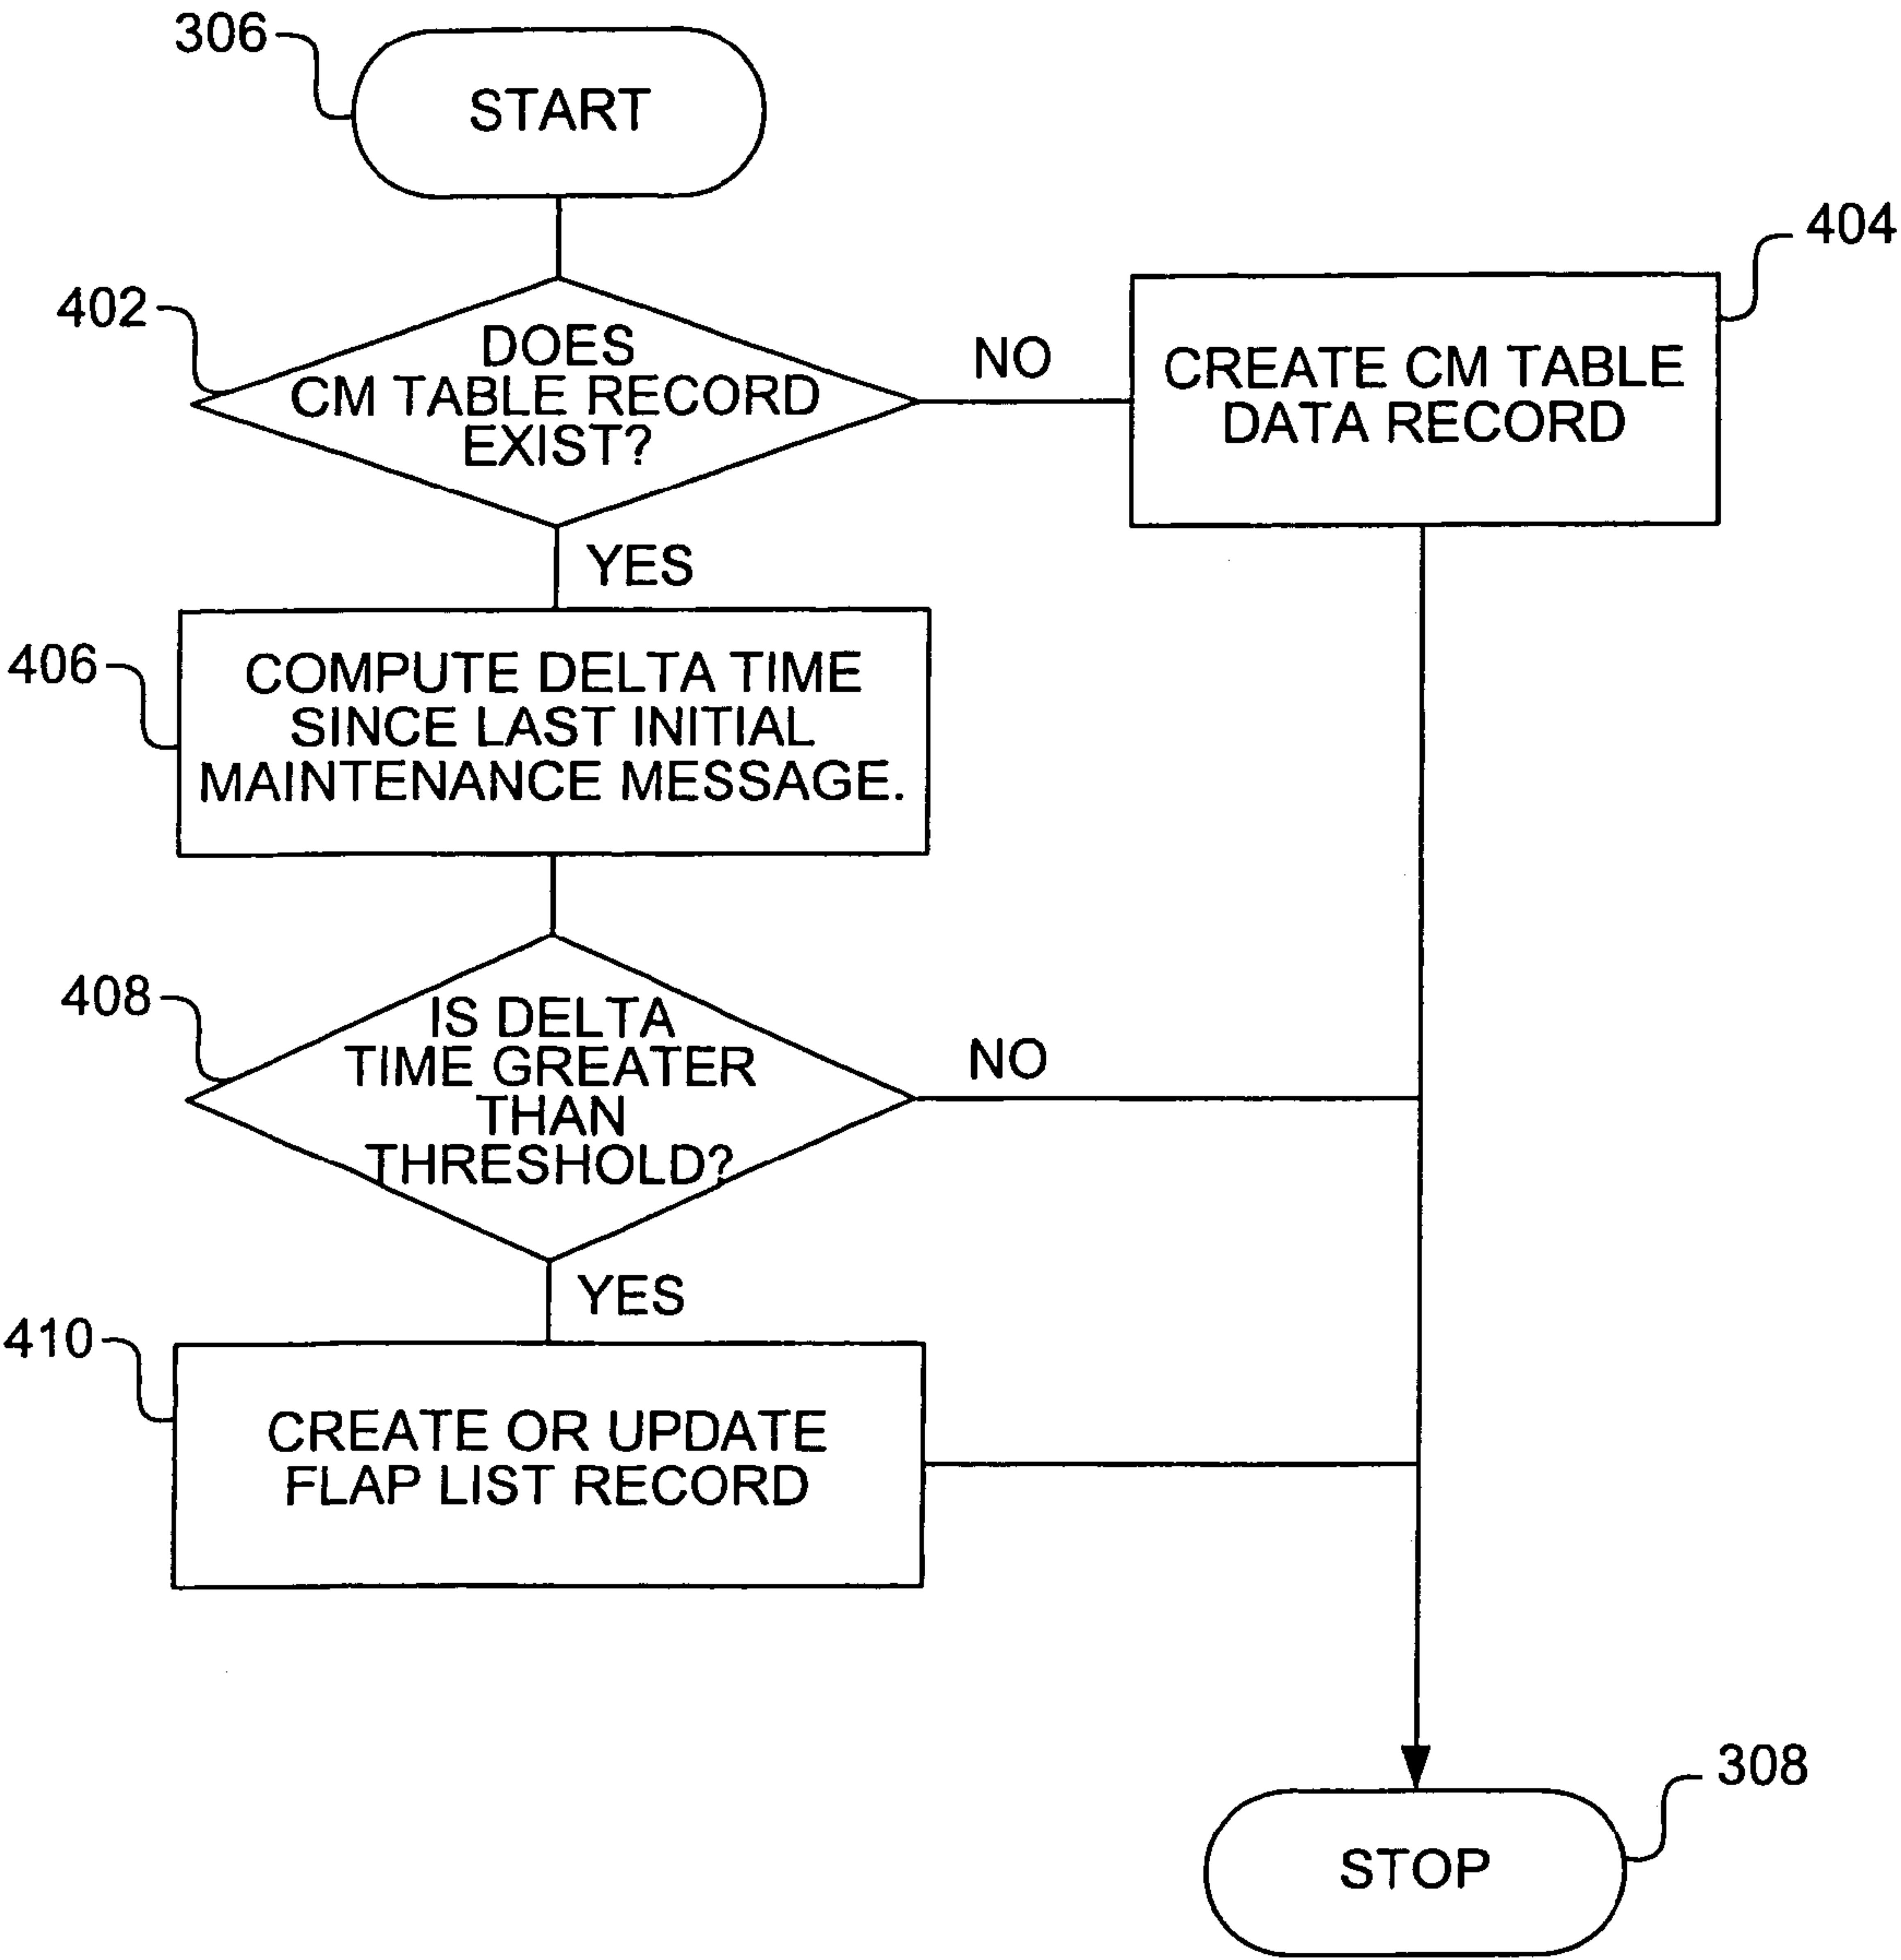 306
START
402
DOES
CM TABLE RECORD
EXIST?
NO
404
CREATE CM TABLE
DATA RECORD
YES
406
COMPUTE DELTA TIME
SINCE LAST INITIAL
MAINTENANCE MESSAGE.
408
IS DELTA
TIME GREATER
THAN
THRESHOLD?
NO
YES
410
CREATE OR UPDATE
FLAP LIST RECORD
308
STOP